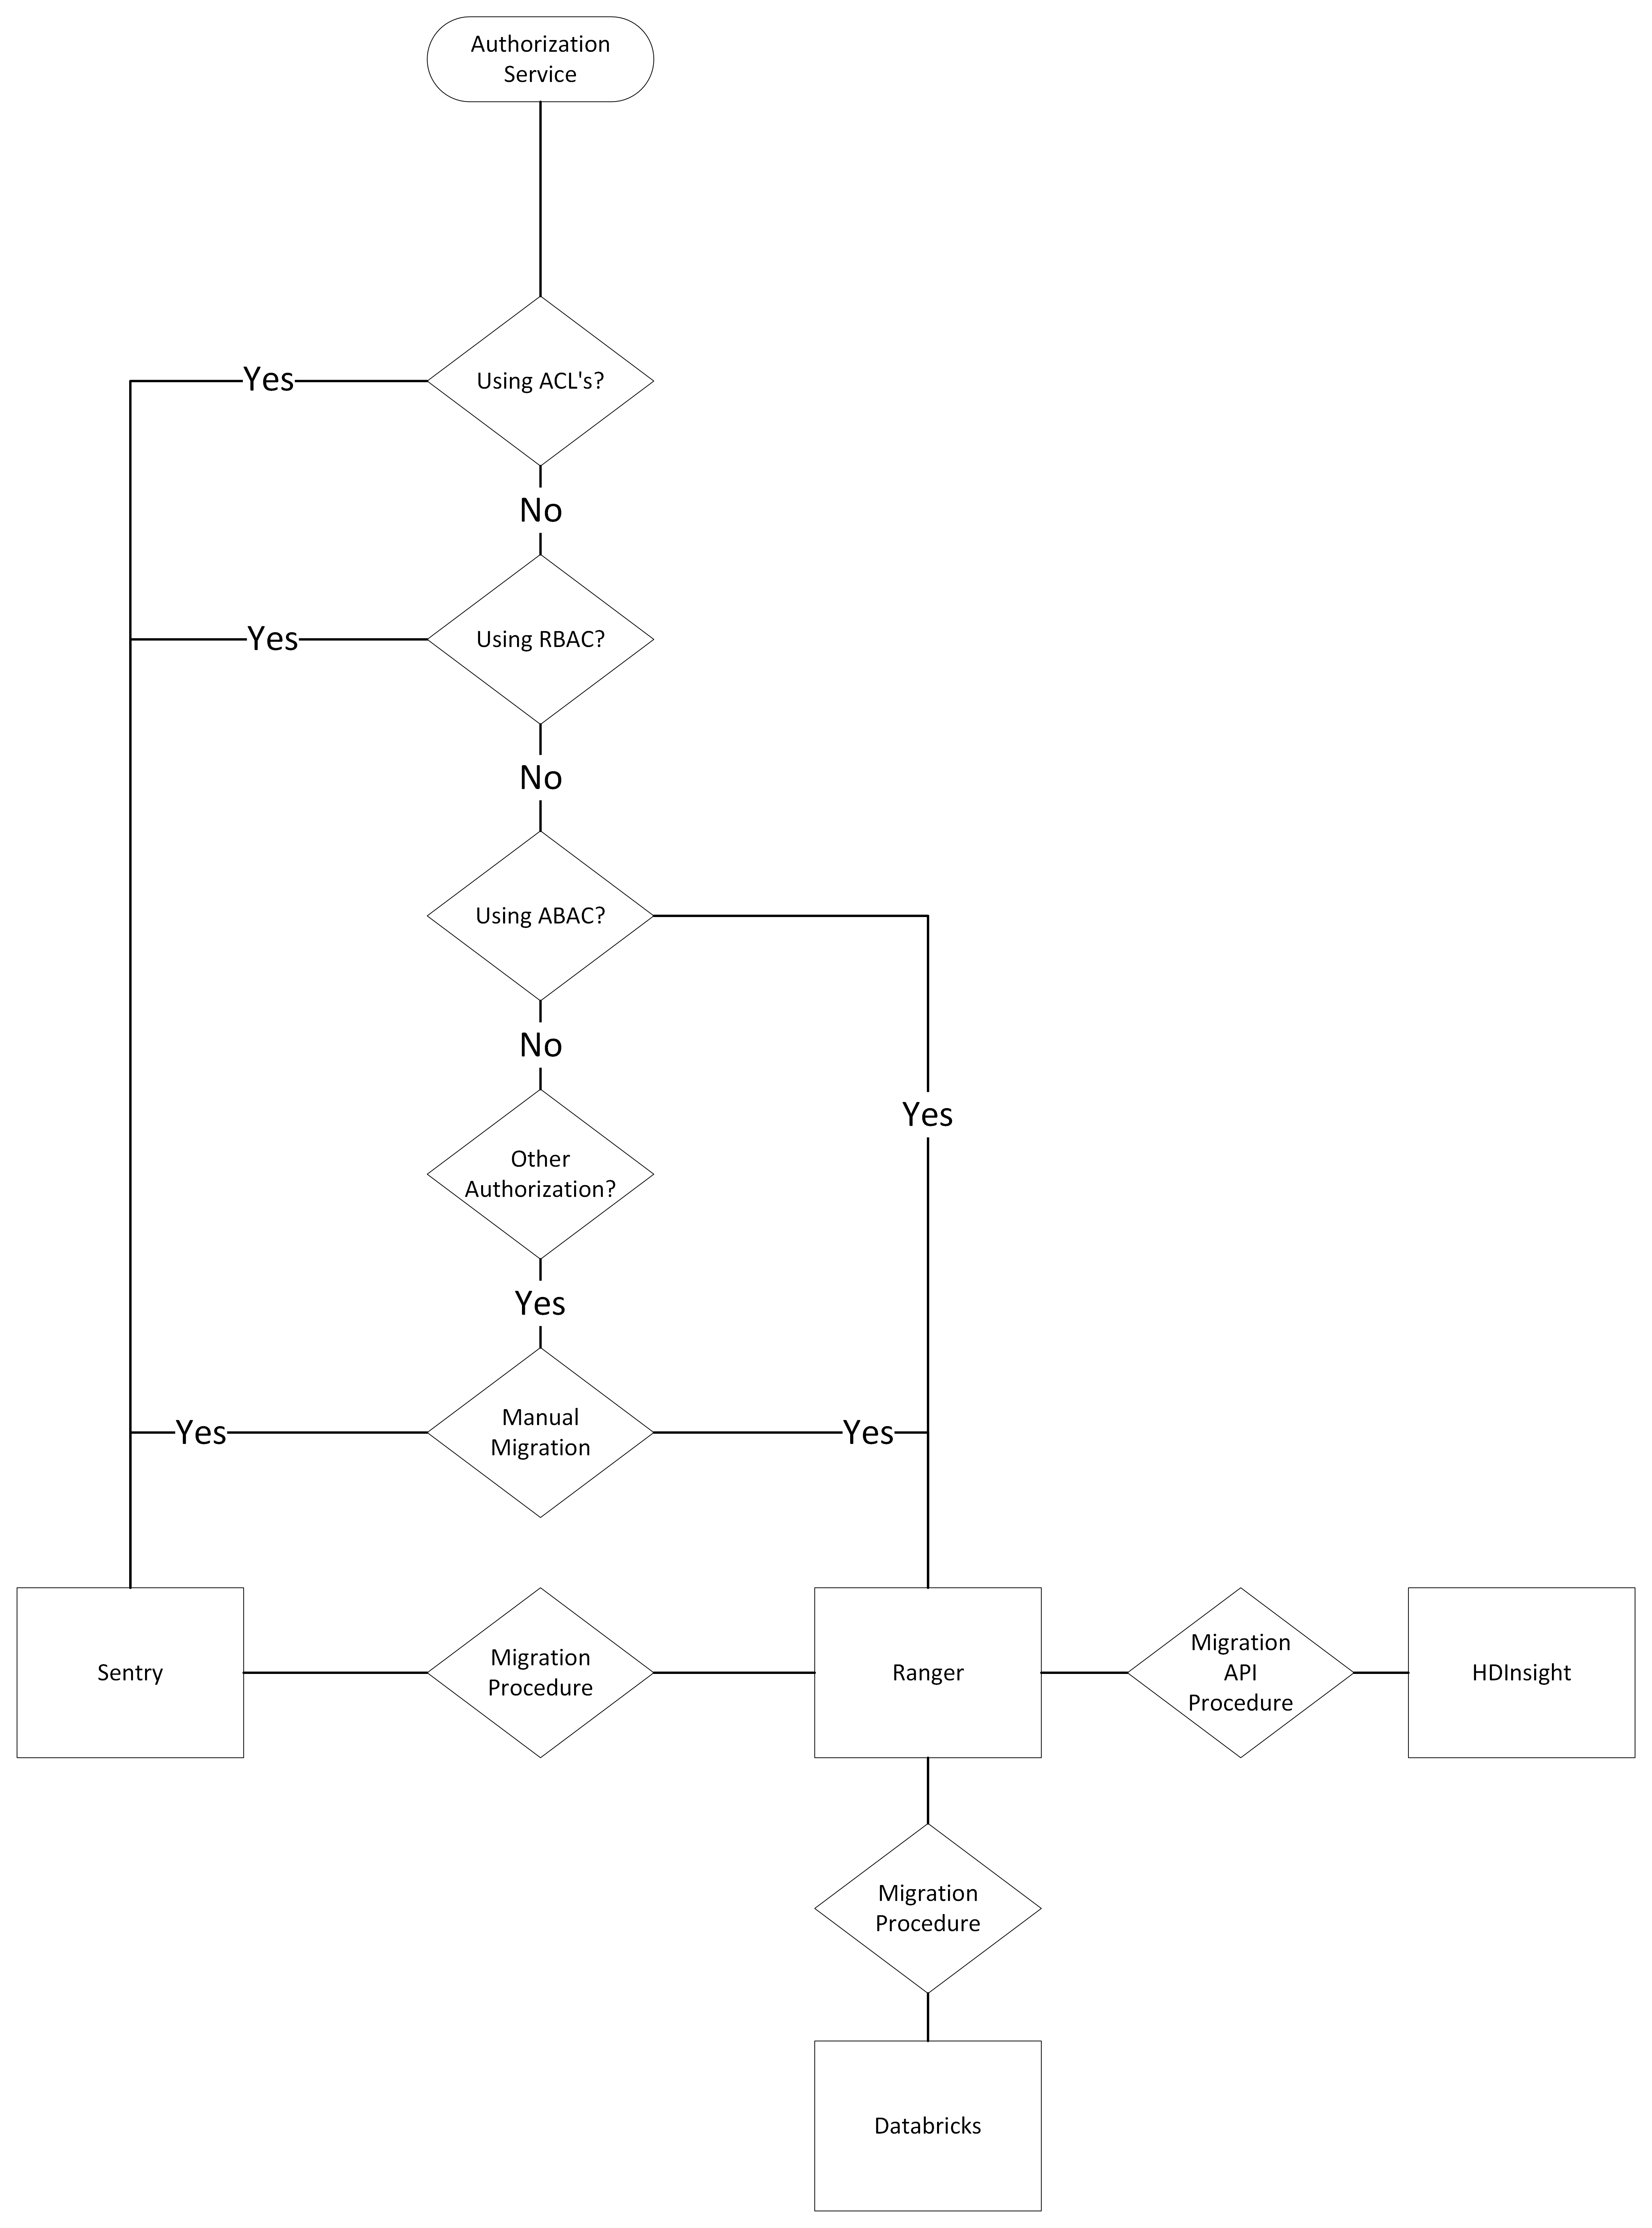 Authorization
Service
Using ACL's?
Yes
No
Using RBAC?
Yes
No
Using ABAC?
No
Yes
Other
Authorization?
Yes
Manual
Migration
Yes
Yes
Sentry
Migration
Procedure
Ranger
Migration
API
Procedure
HDInsight
Migration
Procedure
Databricks